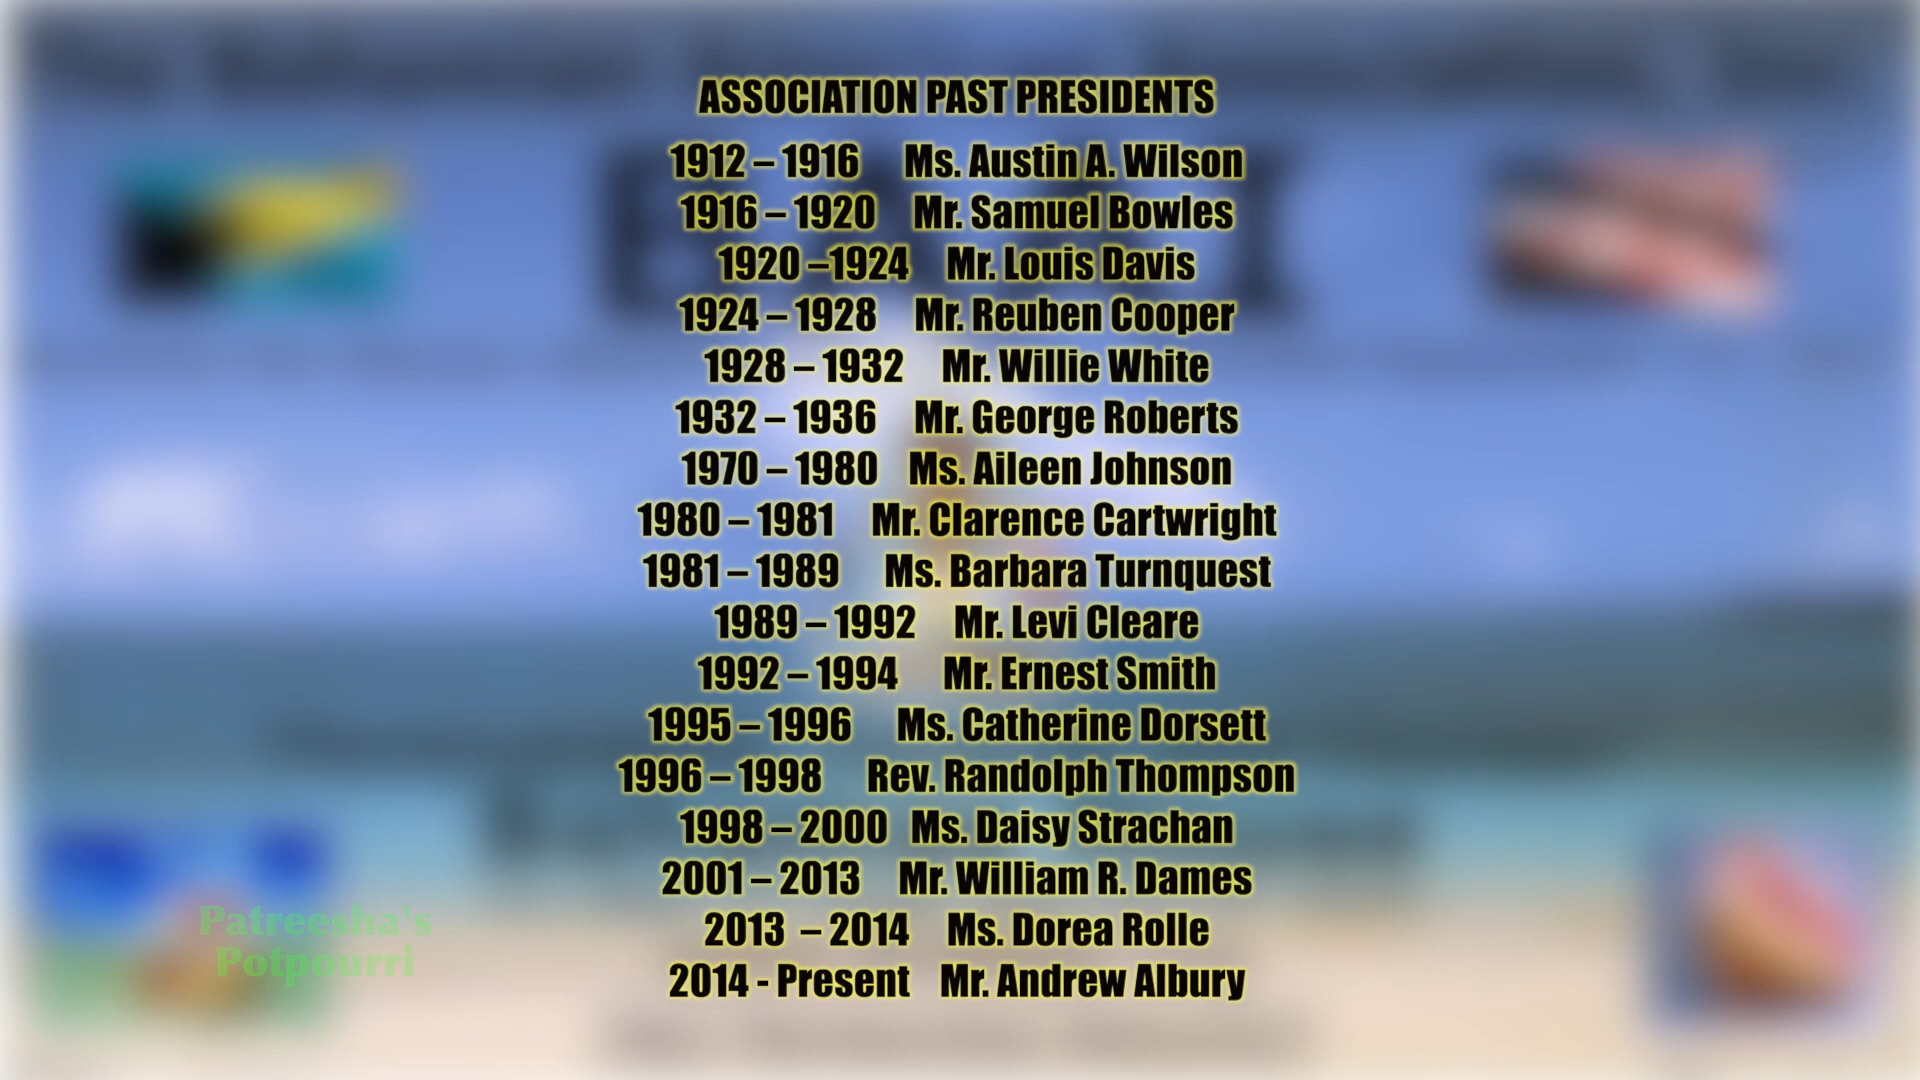 ASSOCIATION PAST PRESIDENTS
1912 – 1916 Ms. Austin A. Wilson
1916 – 1920 Mr. Samuel Bowles
1920 –1924 Mr. Louis Davis
1924 – 1928 Mr. Reuben Cooper
1928 – 1932 Mr. Willie White
1932 – 1936 Mr. George Roberts
1970 – 1980 Ms. Aileen Johnson
1980 – 1981 Mr. Clarence Cartwright
1981 – 1989 Ms. Barbara Turnquest
1989 – 1992 Mr. Levi Cleare
1992 – 1994 Mr. Ernest Smith
1995 – 1996 Ms. Catherine Dorsett
1996 – 1998 Rev. Randolph Thompson
1998 – 2000 Ms. Daisy Strachan
2001 – 2013 Mr. William R. Dames
2013 – 2014 Ms. Dorea Rolle
2014 - Present Mr. Andrew Albury
Patreesha's
Potpourri